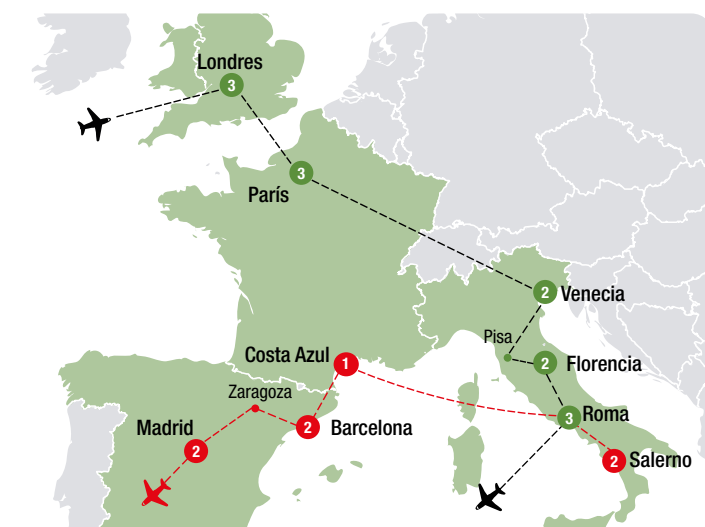 Londres
3
3
París
2 Venecia
Pisa
2 Florencia
Costa Azul 1
Zaragoza
3 Roma
Madrid
2
2 Barcelona
2 Salerno